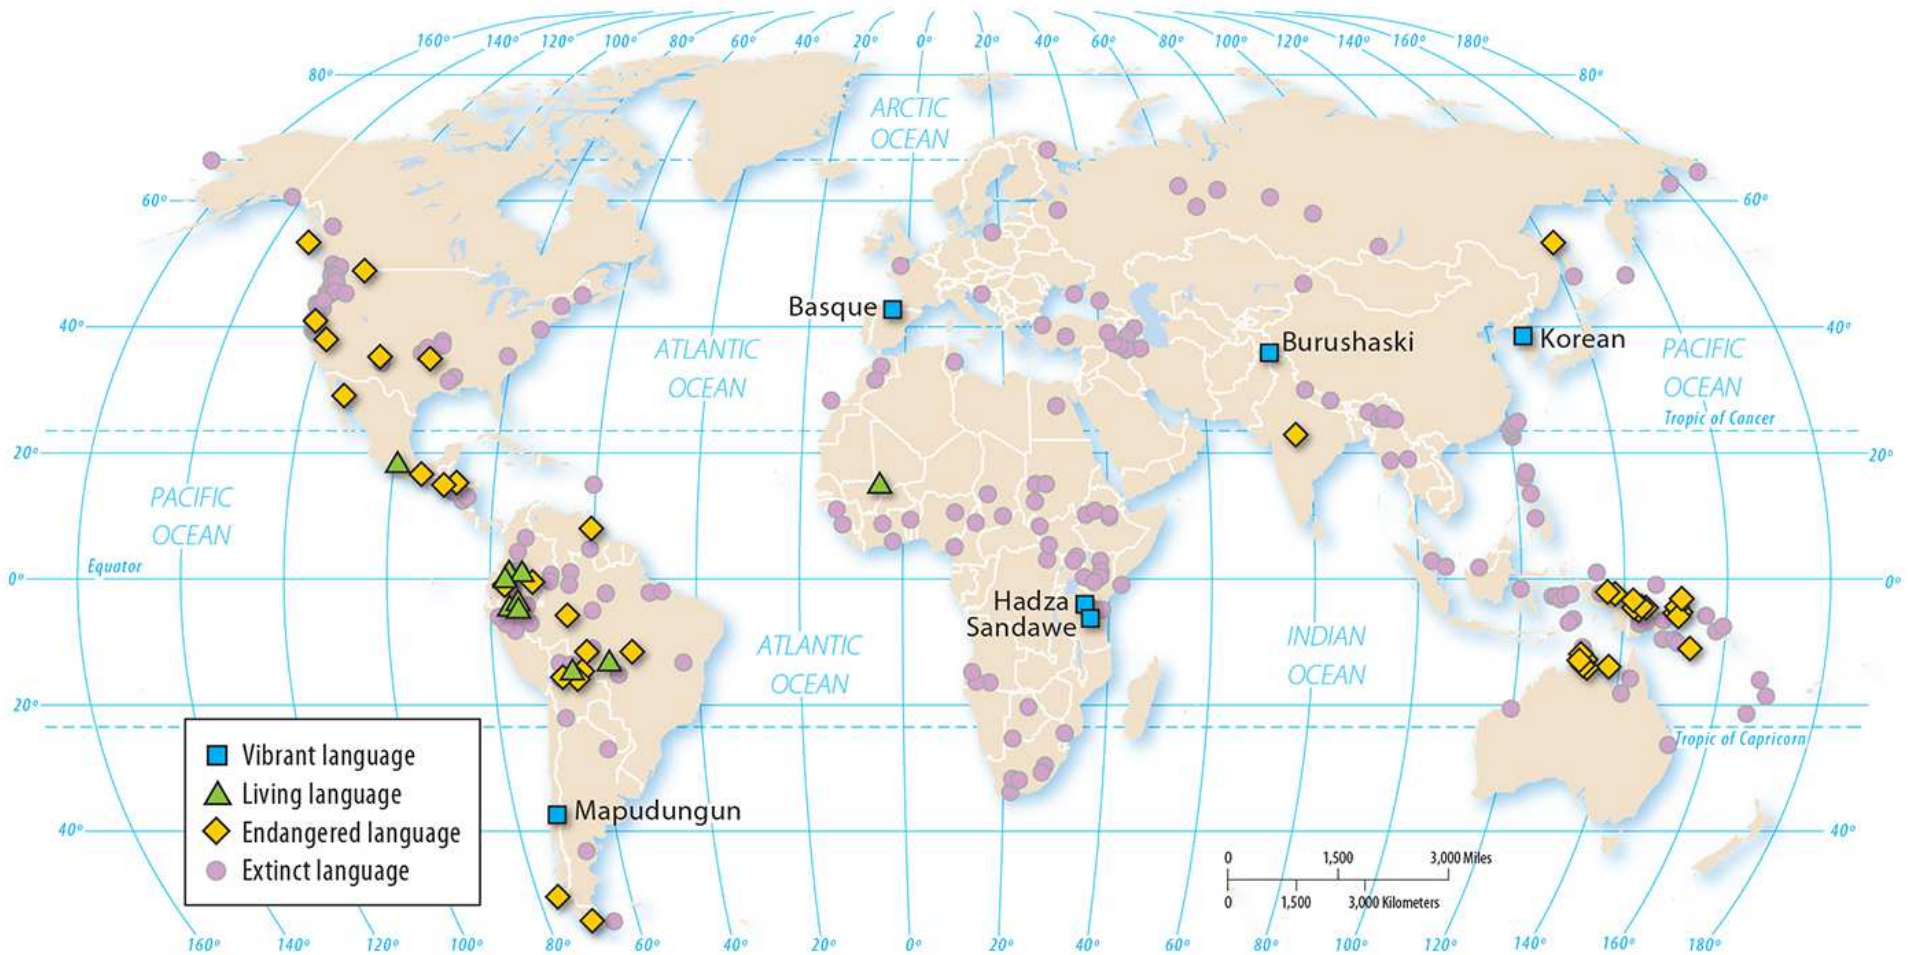 160° 140° 120° 100° 80° 60° 40° 20° 0° 20° 40° 60° 80° 100° 120° 140° 160° 180°
80° 80°
ARCTIC
OCEAN
60° 60°
Basque
Burushaski
Korean
40° 40°
ATLANTIC
OCEAN
PACIFIC
OCEAN
Tropic of Cancer
20° 20°
PACIFIC
OCEAN
Equator
0° 0°
Hadza
Sandawe
ATLANTIC
OCEAN
INDIAN
OCEAN
20°
Tropic of Capricorn
Vibrant language
Living language
Endangered language
Extinct language
Mapudungun
40° 40°
0 1,500 3,000 Miles
0 1,500 3,000 Kilometers
160° 140° 120° 100° 80° 60° 40° 20° 0° 20° 40° 60° 80° 100° 120° 140° 160° 180°